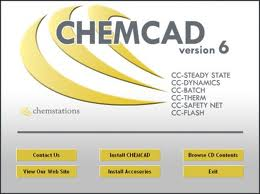 CHEMCAD
version 6
CC-STEADY STATE
CC-DYNAMICS
CC-BATCH
CC-THERM
CC-SAFETY NET
CC-FLASH
chemstations
Contact Us
Install CHEMCAD
Browse CD Contents
View Our Web Site
Install Accesories
Exit